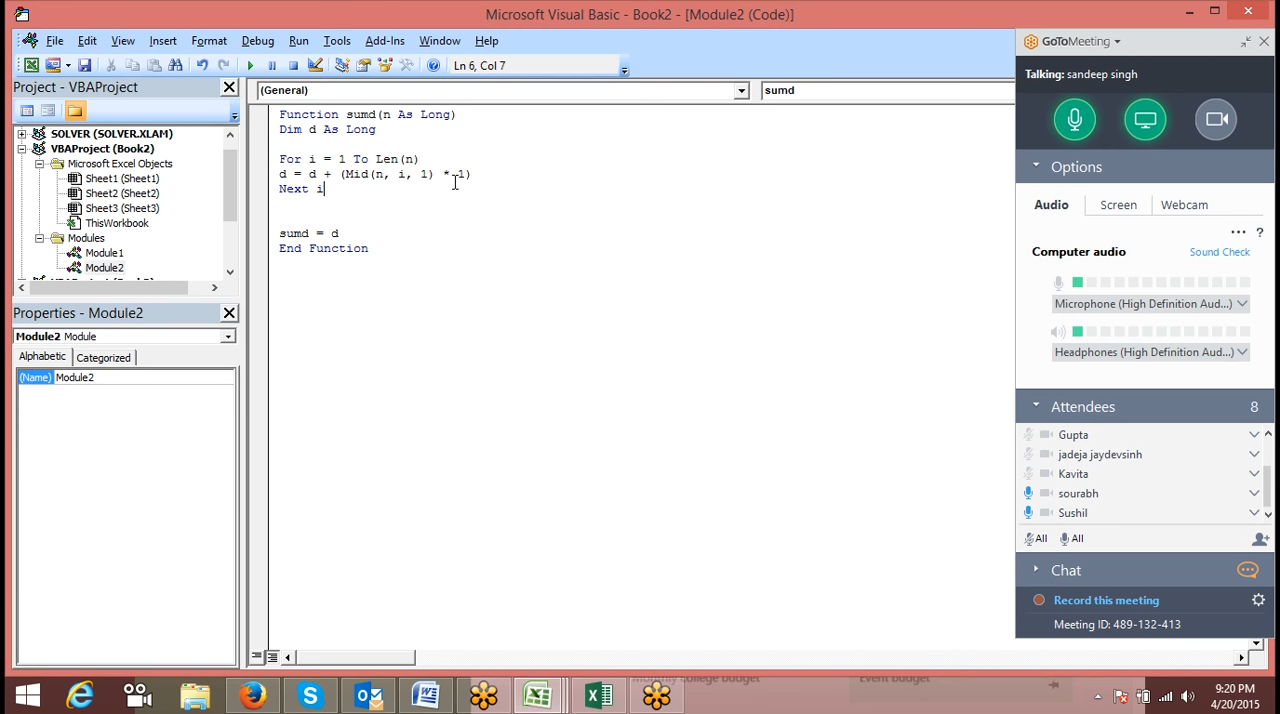 Microsoft Visual Basic - Book2 - [Module2 (Code)]
File Edit View Insert Format Debug Run Tools Add-Ins Window Help
Ln 6, Col 7
Project - VBAProject
SOLVER (SOLVER.XLAM)
VBAProject (Book2)
Microsoft Excel Objects
Sheet1 (Sheet1)
Sheet2 (Sheet2)
Sheet3 (Sheet3)
ThisWorkbook
Modules
Module1
Module2
Properties - Module2
Module2 Module
Alphabetic Categorized
(Name) Module2
(General) sumd
Function sumd(n As Long)
Dim d As Long
For i = 1 To Len(n)
d = d + (Mid(n, i, 1) * 1)
Next i
sumd = d
End Function
GoToMeeting
Talking: sandeep singh
Options
Audio Screen Webcam
... ?
Computer audio Sound Check
Microphone (High Definition Aud...)
Headphones (High Definition Aud...)
Attendees 8
Gupta
jadeja jaydevsinh
Kavita
sourabh
Sushil
All All
Chat
Record this meeting
Meeting ID: 489-132-413
Monthly college budget Event budget
9:20 PM
4/20/2015